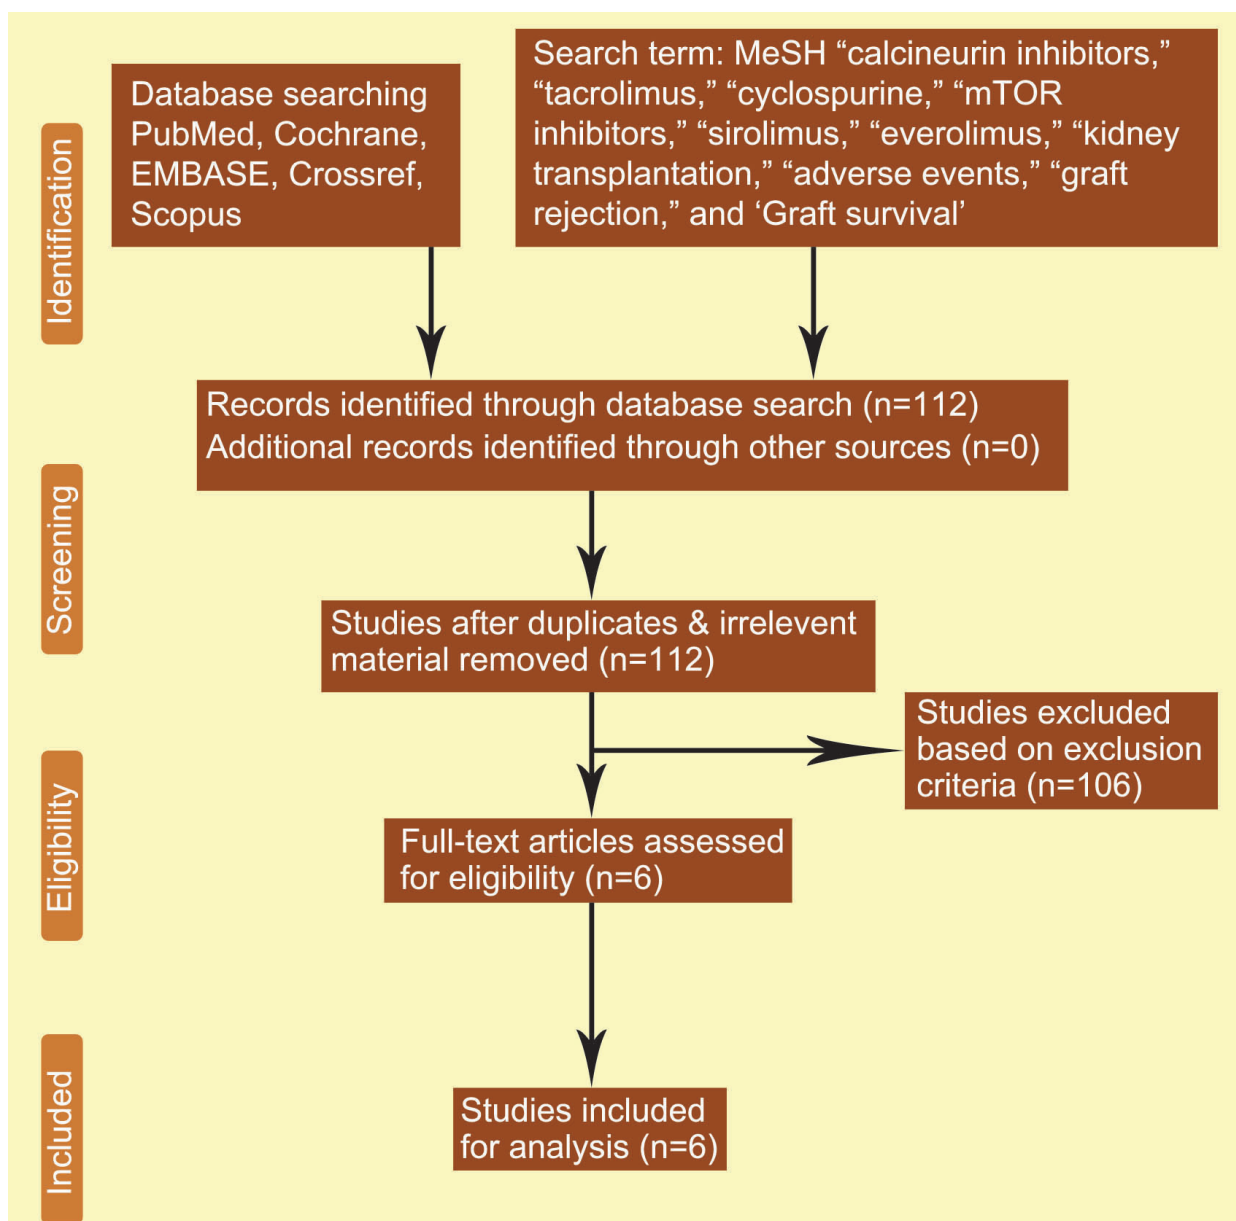 Identification
Database searching
PubMed, Cochrane,
EMBASE, Crossref,
Scopus
Search term: MeSH “calcineurin inhibitors,”
“tacrolimus,” “cyclospurine,” “mTOR
inhibitors,” “sirolimus,” “everolimus,” “kidney
transplantation,” “adverse events,” “graft
rejection,” and ‘Graft survival’
Records identified through database search (n=112)
Additional records identified through other sources (n=0)
Screening
Studies after duplicates & irrelevent
material removed (n=112)
Studies excluded
based on exclusion
criteria (n=106)
Eligibility
Full-text articles assessed
for eligibility (n=6)
Included
Studies included
for analysis (n=6)